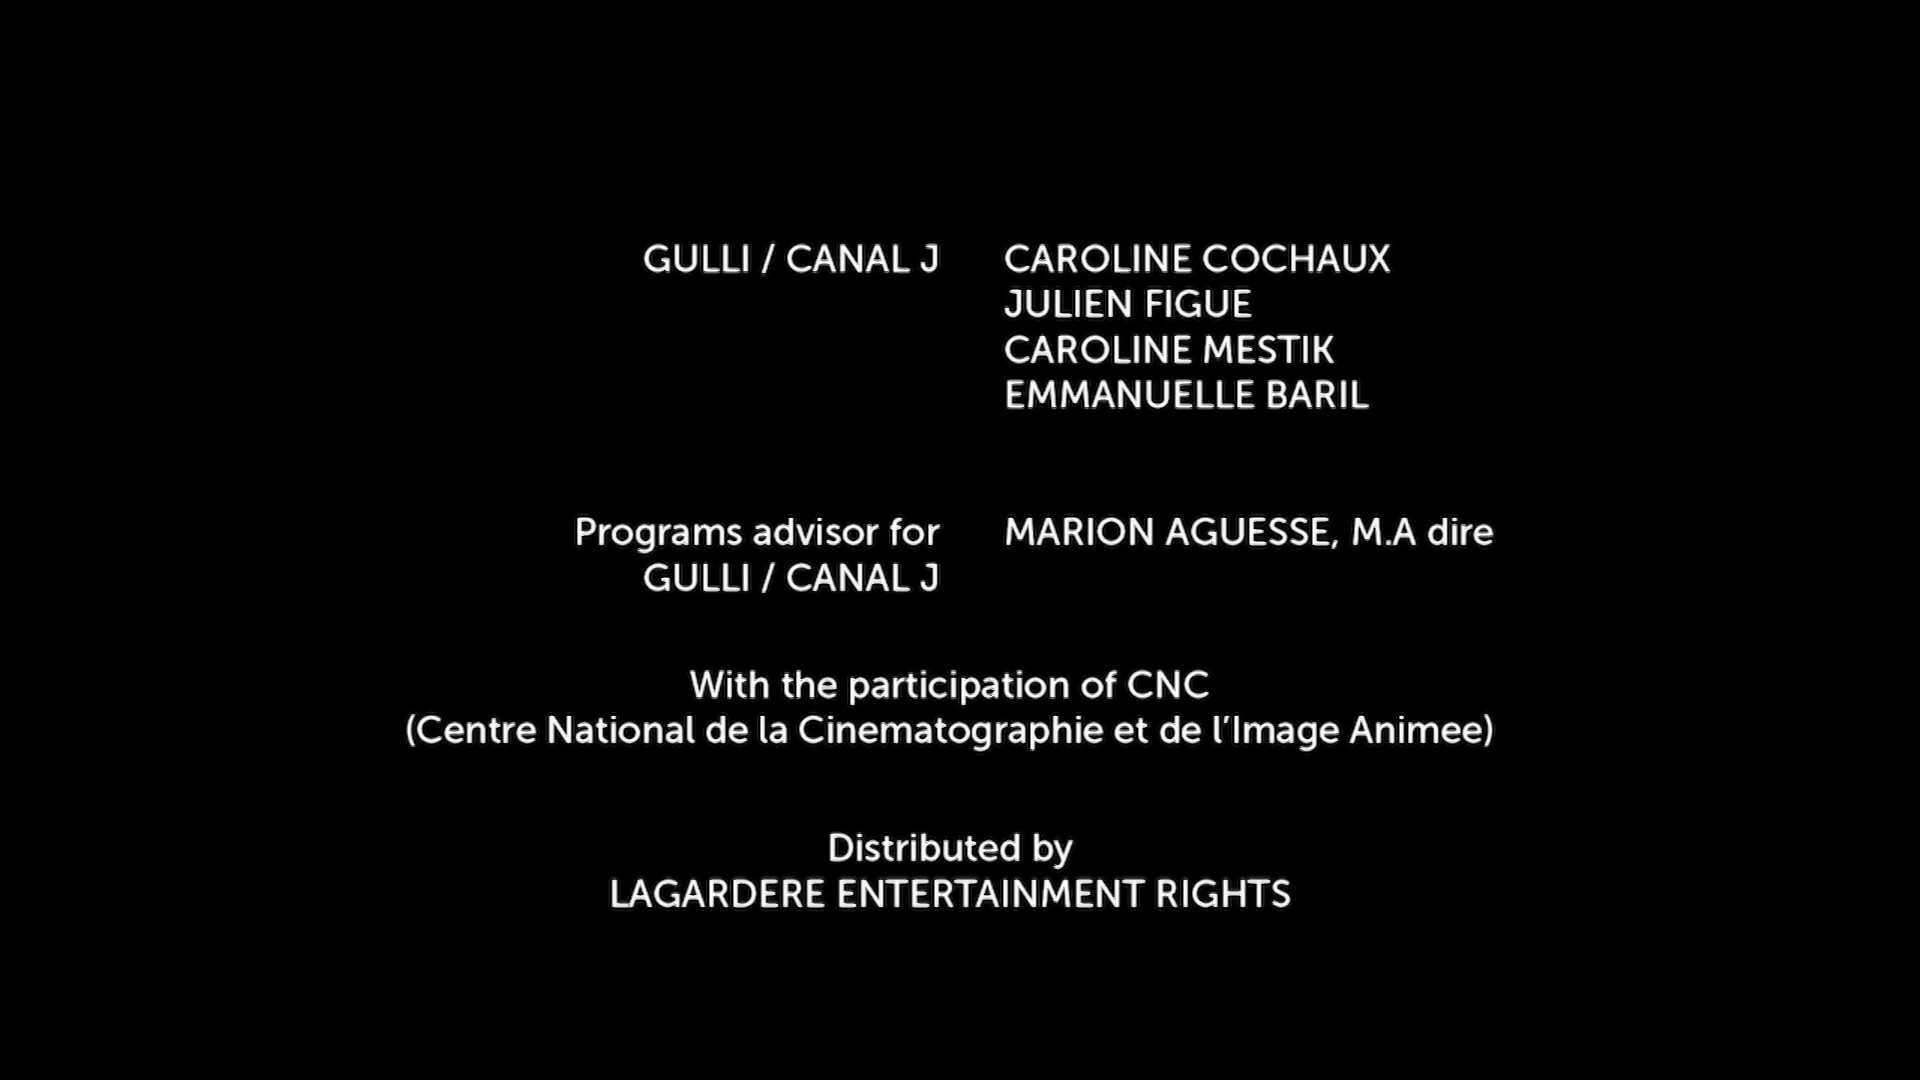 GULLI / CANAL J CAROLINE COCHAUX
JULIEN FIGUE
CAROLINE MESTIK
EMMANUELLE BARIL
Programs advisor for MARION AGUESSE, M.A dire
GULLI / CANAL J
With the participation of CNC
(Centre National de la Cinematographie et de l'Image Animee)
Distributed by
LAGARDERE ENTERTAINMENT RIGHTS